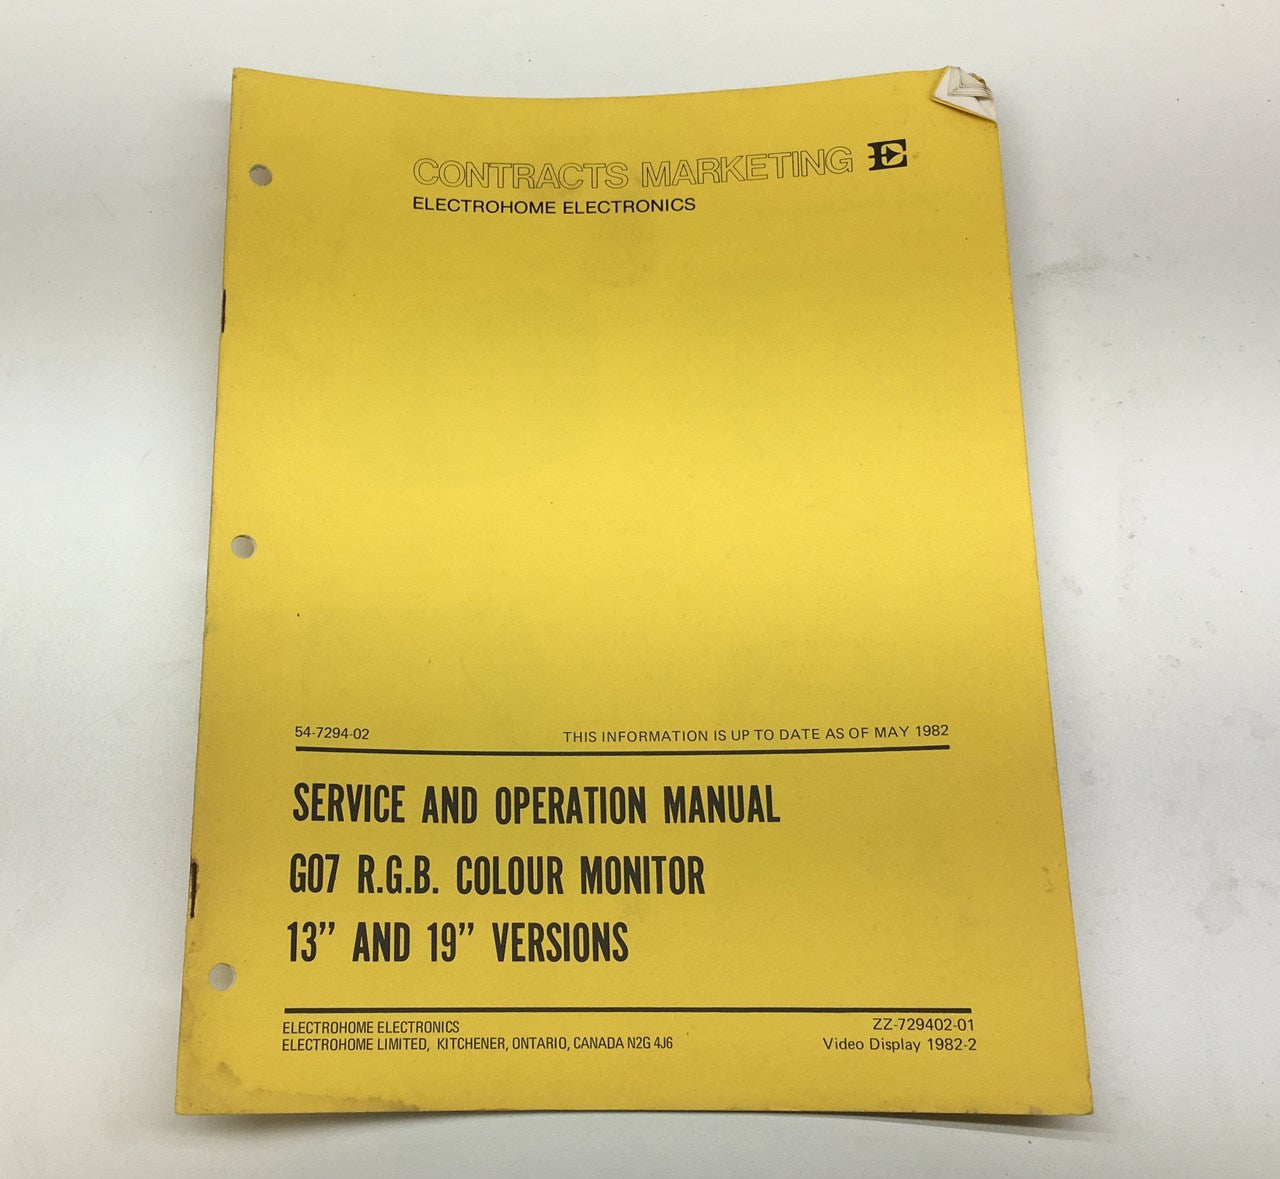 CONTRACTS MARKETING E
ELECTROHOME ELECTRONICS
54-7294-02 THIS INFORMATION IS UP TO DATE AS OF MAY 1982
SERVICE AND OPERATION MANUAL
G07 R.G.B. COLOUR MONITOR
13" AND 19" VERSIONS
ELECTROHOME ELECTRONICS ZZ-729402-01
ELECTROHOME LIMITED, KITCHENER, ONTARIO, CANADA N2G 4J6 Video Display 1982-2